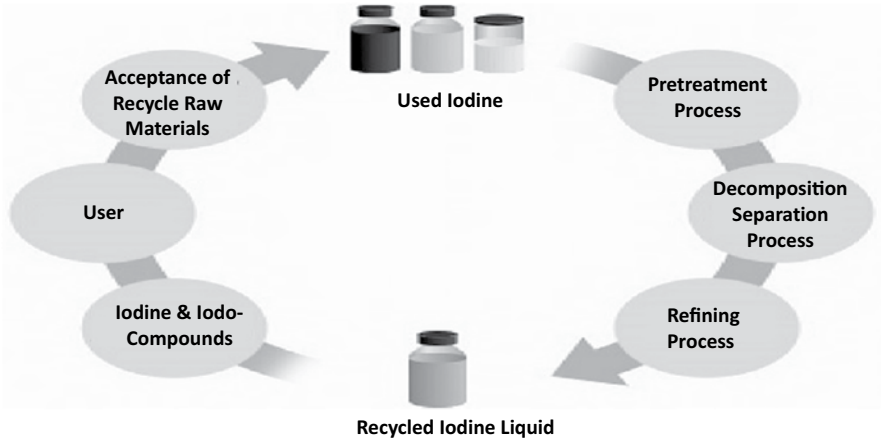 Used Iodine
Pretreatment
Process
Decomposition
Separation
Process
Refining
Process
Recycled Iodine Liquid
Iodine & Iodo-
Compounds
User
Acceptance of
Recycle Raw
Materials